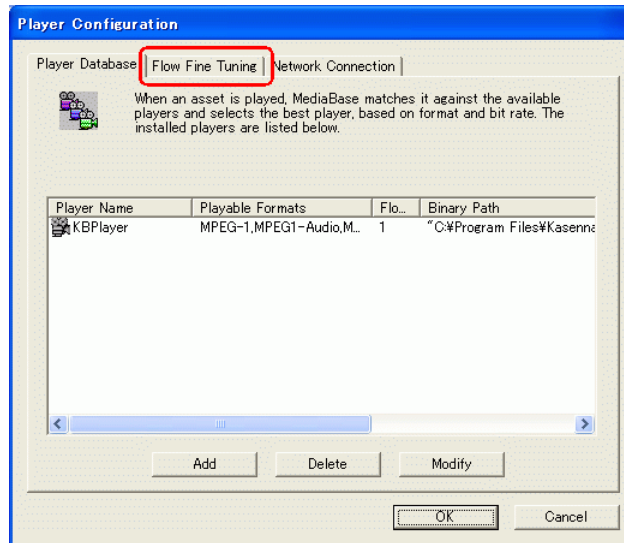 Player Configuration
Player Database Flow Fine Tuning Network Connection
When an asset is played, MediaBase matches it against the available
players and selects the best player, based on format and bit rate. The
installed players are listed below.
Player Name Playable Formats Flo... Binary Path
KBPlayer MPEG-1,MPEG1-Audio,M... 1 "C:¥Program Files¥Kasenna
Add Delete Modify
OK Cancel